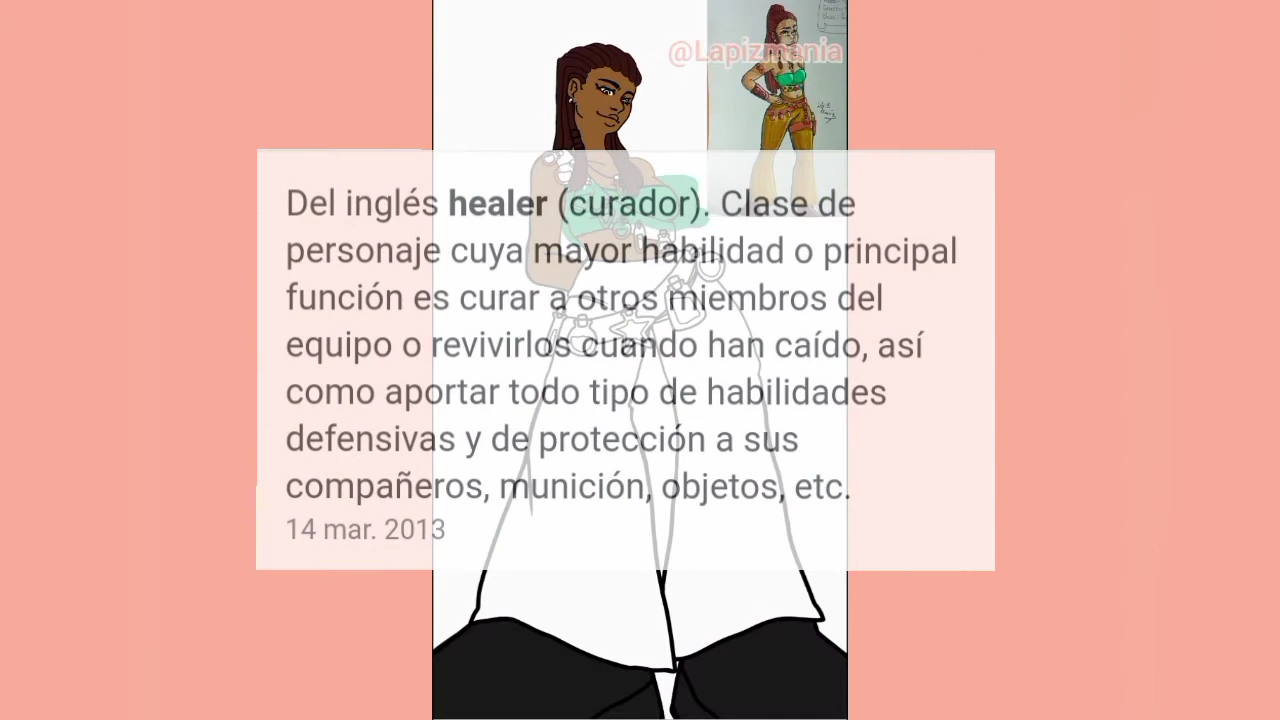 @Lapizmania
Del inglés healer (curador). Clase de
personaje cuya mayor habilidad o principal
función es curar a otros miembros del
equipo o revivirlos cuando han caído, así
como aportar todo tipo de habilidades
defensivas y de protección a sus
compañeros, munición, objetos, etc.
14 mar. 2013